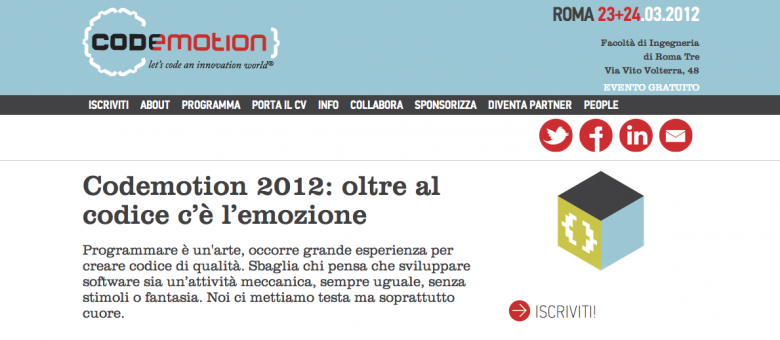 CODEMOTION
let's code an innovation world®
ROMA 23+24.03.2012
Facoltà di Ingegneria
di Roma Tre
Via Vito Volterra, 48
EVENTO GRATUITO
ISCRIVITI ABOUT PROGRAMMA PORTA IL CV INFO COLLABORA SPONSORIZZA DIVENTA PARTNER PEOPLE
Codemotion 2012: oltre al
codice c'è l'emozione
Programmare è un'arte, occorre grande esperienza per
creare codice di qualità. Sbaglia chi pensa che sviluppare
software sia un'attività meccanica, sempre uguale, senza
stimoli o fantasia. Noi ci mettiamo testa ma soprattutto
cuore.
{}
ISCRIVITI!